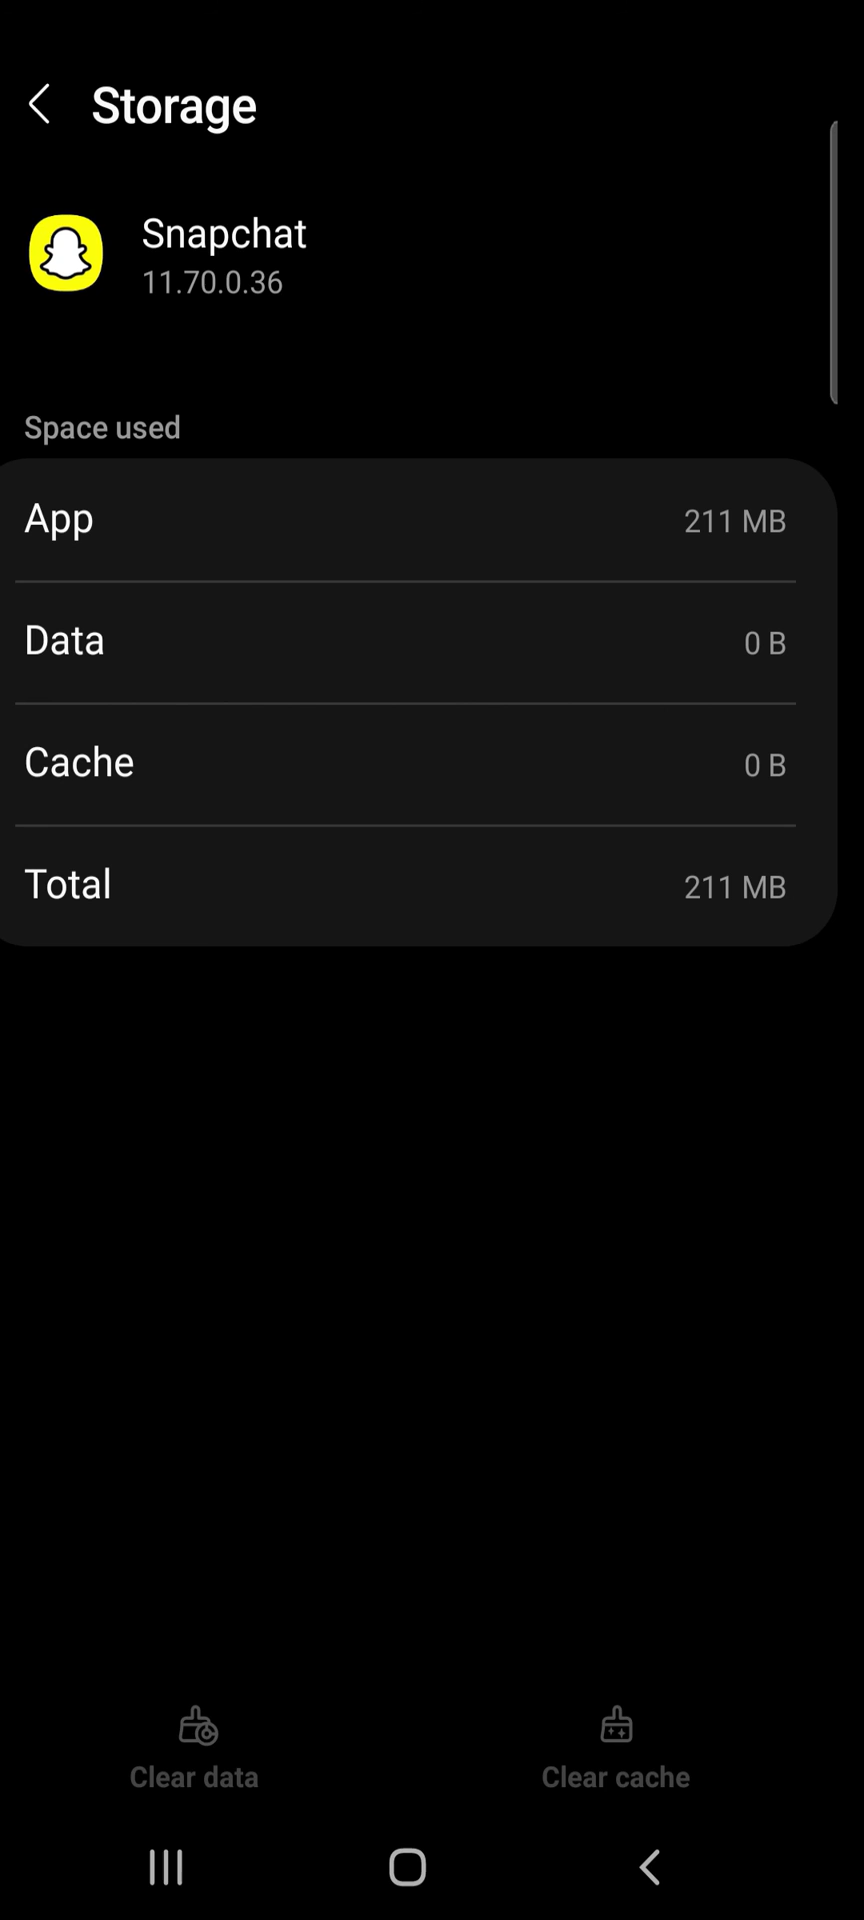 Storage
Snapchat
11.70.0.36
Space used
App 211 MB
Data 0 B
Cache 0 B
Total 211 MB
Clear data Clear cache